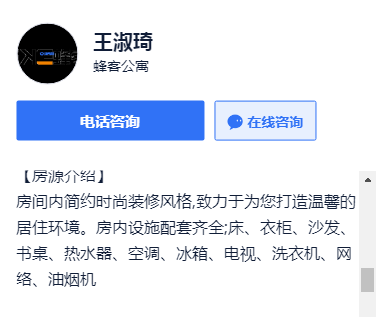 王淑琦
蜂客公寓
电话咨询
在线咨询
【房源介绍】
房间内简约时尚装修风格,致力于为您打造温馨的
居住环境。房内设施配套齐全;床、衣柜、沙发、
书桌、热水器、空调、冰箱、电视、洗衣机、网
络、油烟机